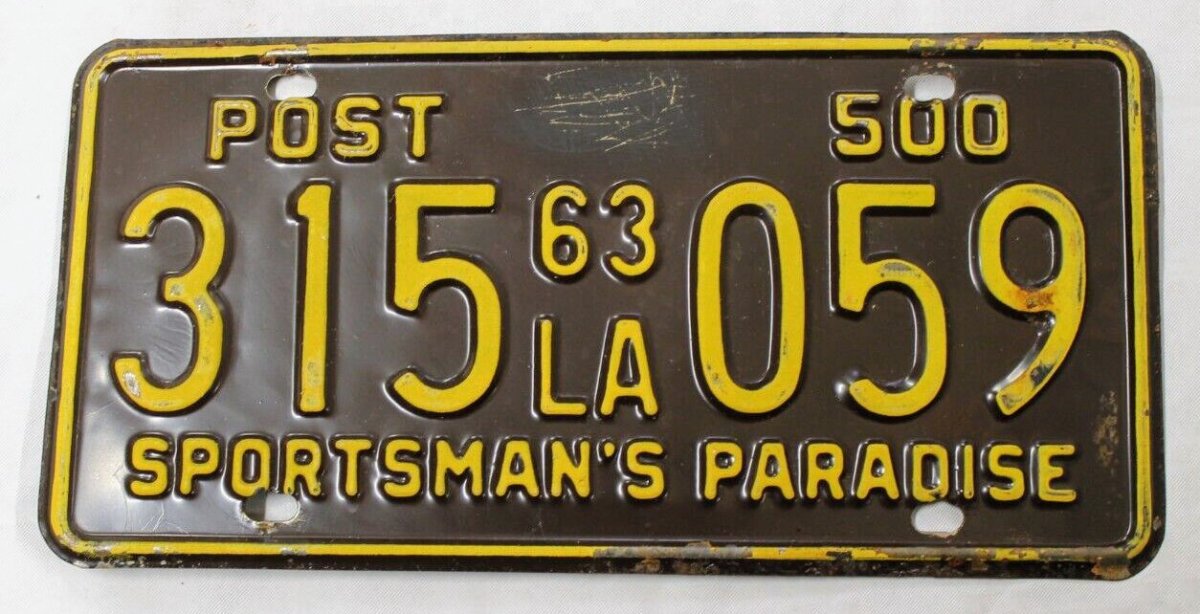 POST 500
315 63 LA 059
SPORTSMAN'S PARADISE